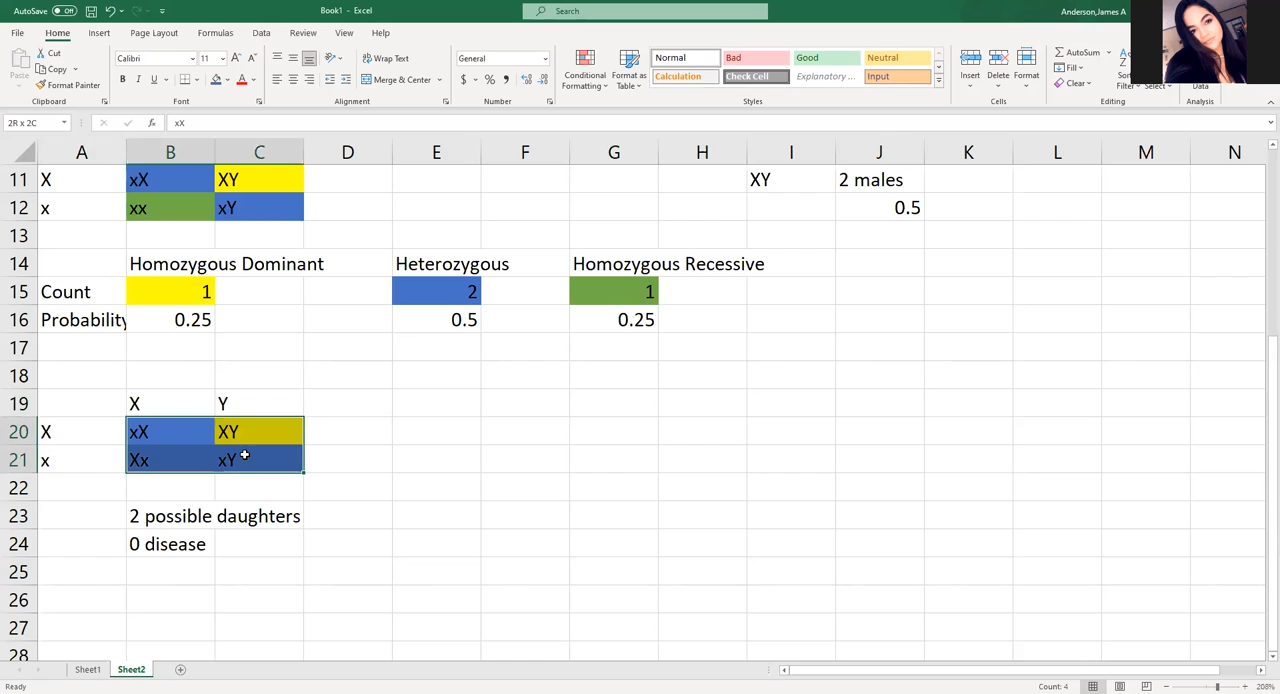 AutoSave Off Book1 - Excel Search Anderson,James A
File Home Insert Page Layout Formulas Data Review View Help
Cut
Copy
Format Painter
Paste
Calibri 11 A A
B I U A
Wrap Text
Merge & Center
General
$ % 9
Conditional Formatting
Format as Table
Normal Bad Good Neutral
Calculation Check Cell Explanatory ... Input
Insert Delete Format
AutoSum
Fill
Clear
Filter Select Data
Clipboard Font Alignment Number Styles Cells Editing Analysis
2R x 2C fx xX
A B C D E F G H I J K L M N
11 X xX XY XY 2 males
12 x xx xY 0.5
13
14 Homozygous Dominant Heterozygous Homozygous Recessive
15 Count 1 2 1
16 Probability 0.25 0.5 0.25
17
18
19 X Y
20 X xX XY
21 x Xx xY
22
23 2 possible daughters
24 0 disease
25
26
27
28
Sheet1 Sheet2
Ready Count: 4 208%